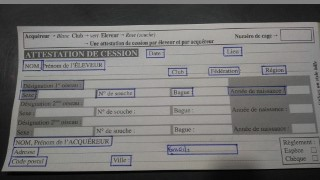 Acquéreur → Blanc Club → vert Eleveur → Rose (souche)
→ Une attestation de cession par éleveur et par acquéreur.
Numéro de cage →
ATTESTATION DE CESSION Date : Lieu :
NOM, Prénom de l'ÉLEVEUR
Club Fédération Région
Désignation 1er oiseau :
Sexe : N° de souche : Bague : Année de naissance :
Désignation 2ème oiseau :
Sexe : N° de souche : Bague : Année de naissance :
Désignation 3ème oiseau :
Sexe : N° de souche : Bague : Année de naissance :
NOM, Prénom de l'ACQUÉREUR
Adresse :
Code postal Ville :
Règlement :
Espèce
Chèque